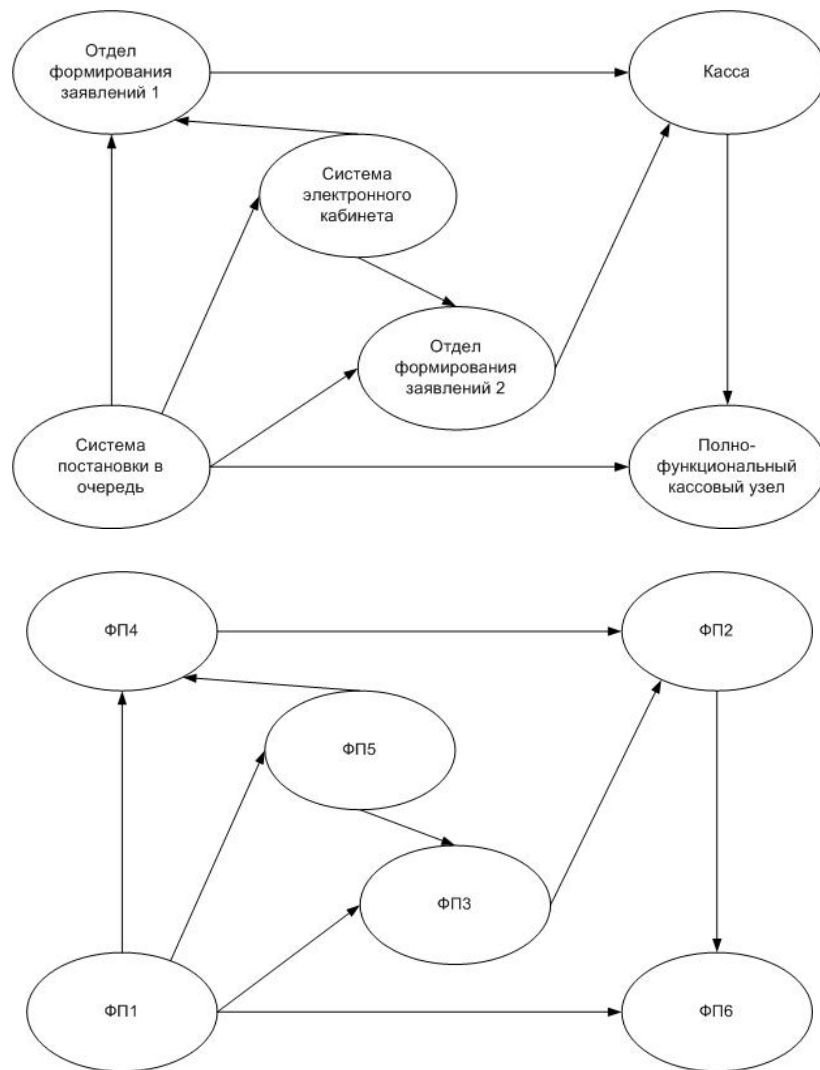 Отдел
формирования
заявлений 1
Касса
Система
электронного
кабинета
Отдел
формирования
заявлений 2
Система
постановки в
очередь
Полно-
функциональный
кассовый узел
ФП4
ФП2
ФП5
ФП3
ФП1
ФП6